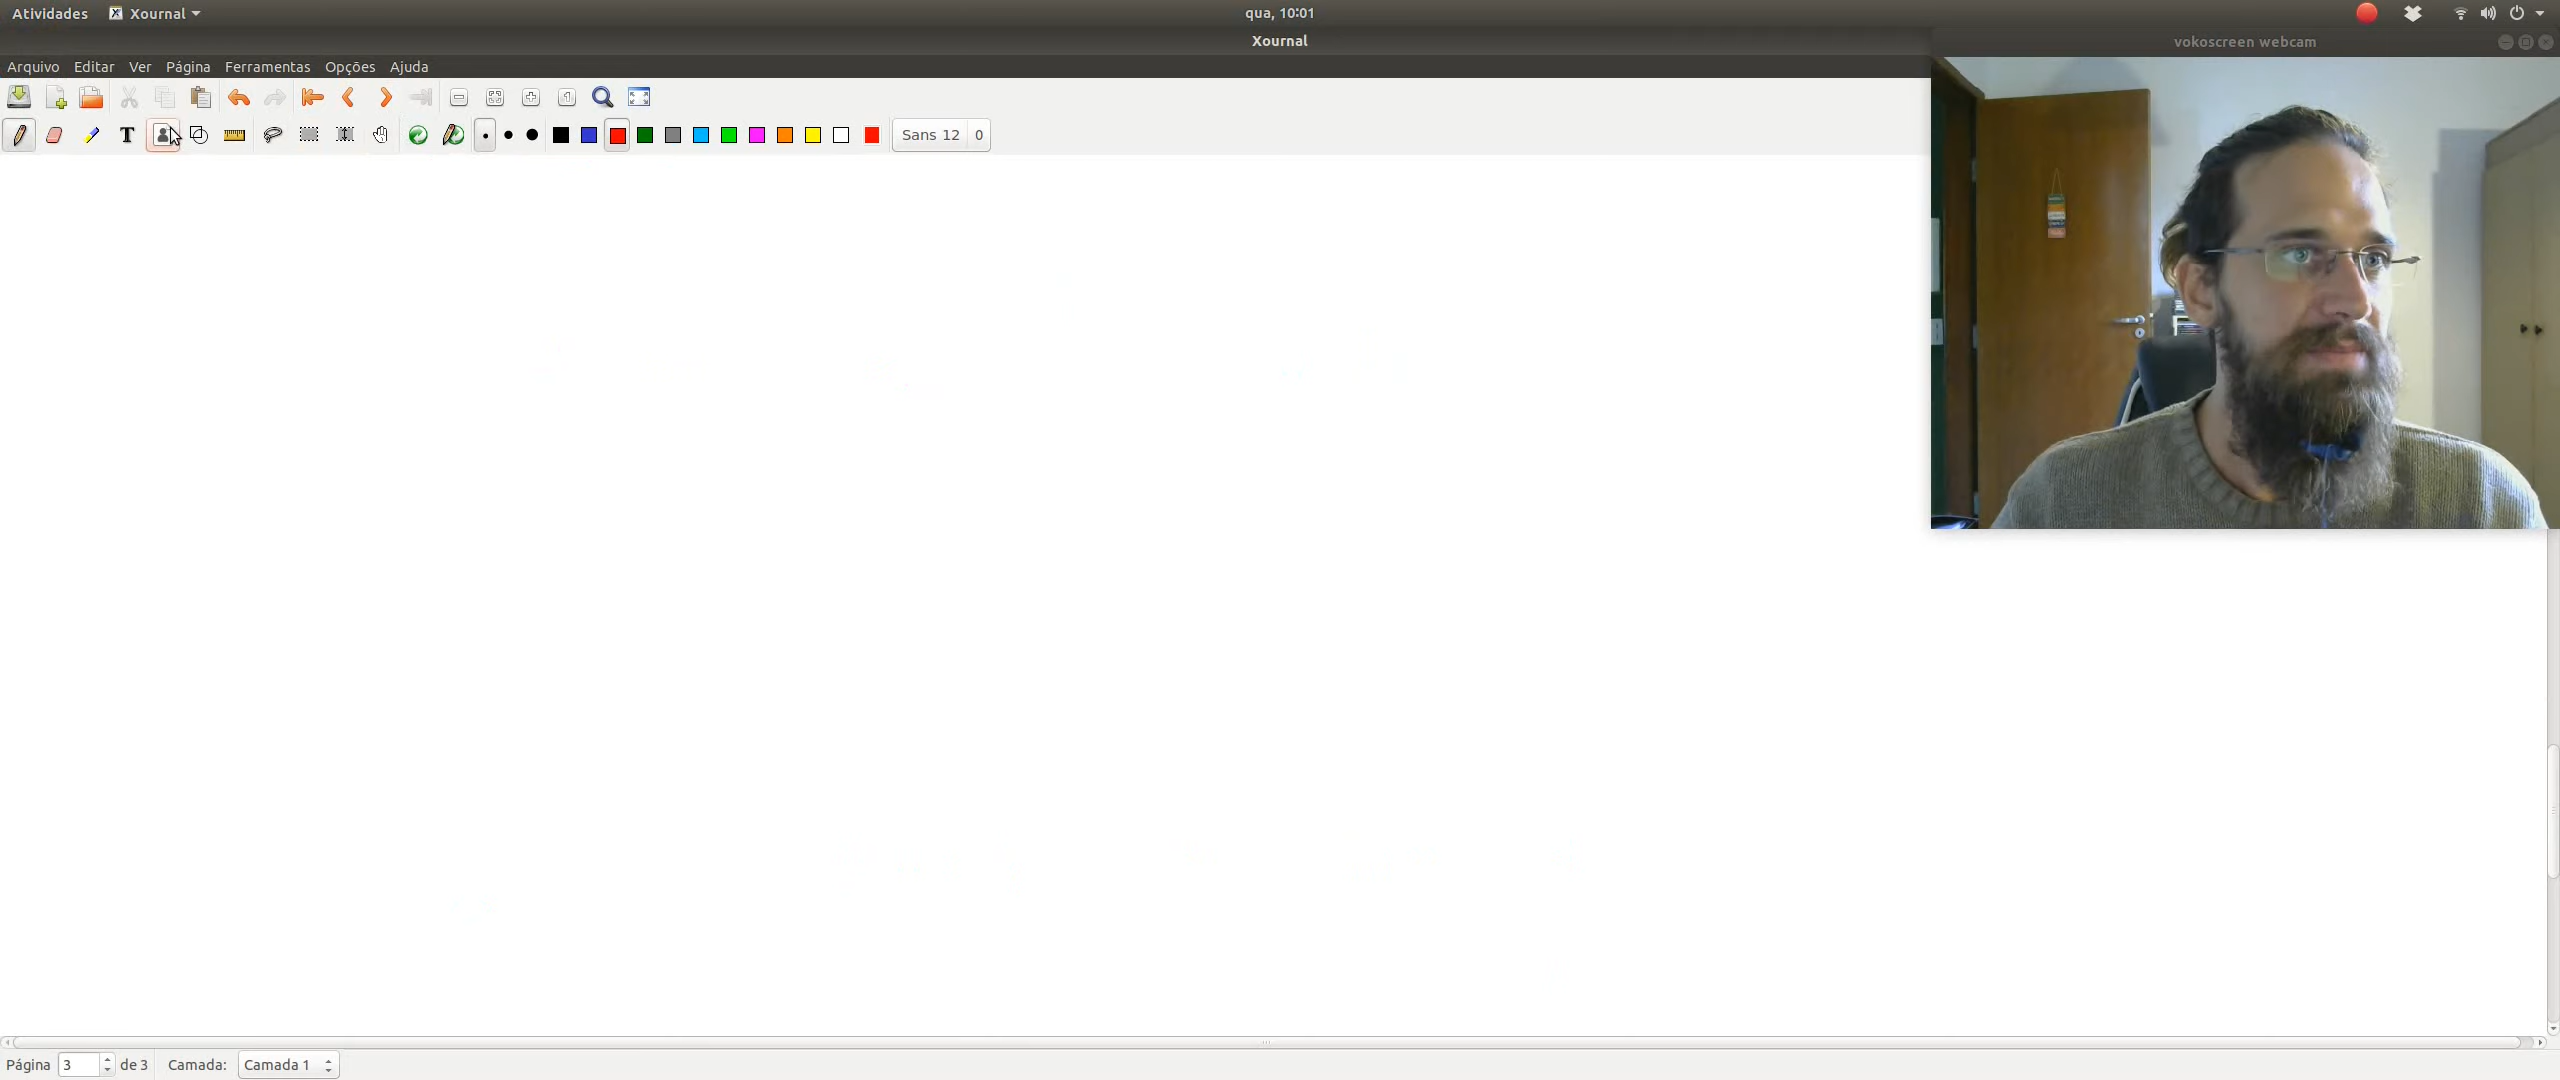 Atividades Xournal qua, 10:01
Xournal vokoscreen webcam
Arquivo Editar Ver Página Ferramentas Opções Ajuda
T Sans 12 0
Página 3 de 3 Camada: Camada 1